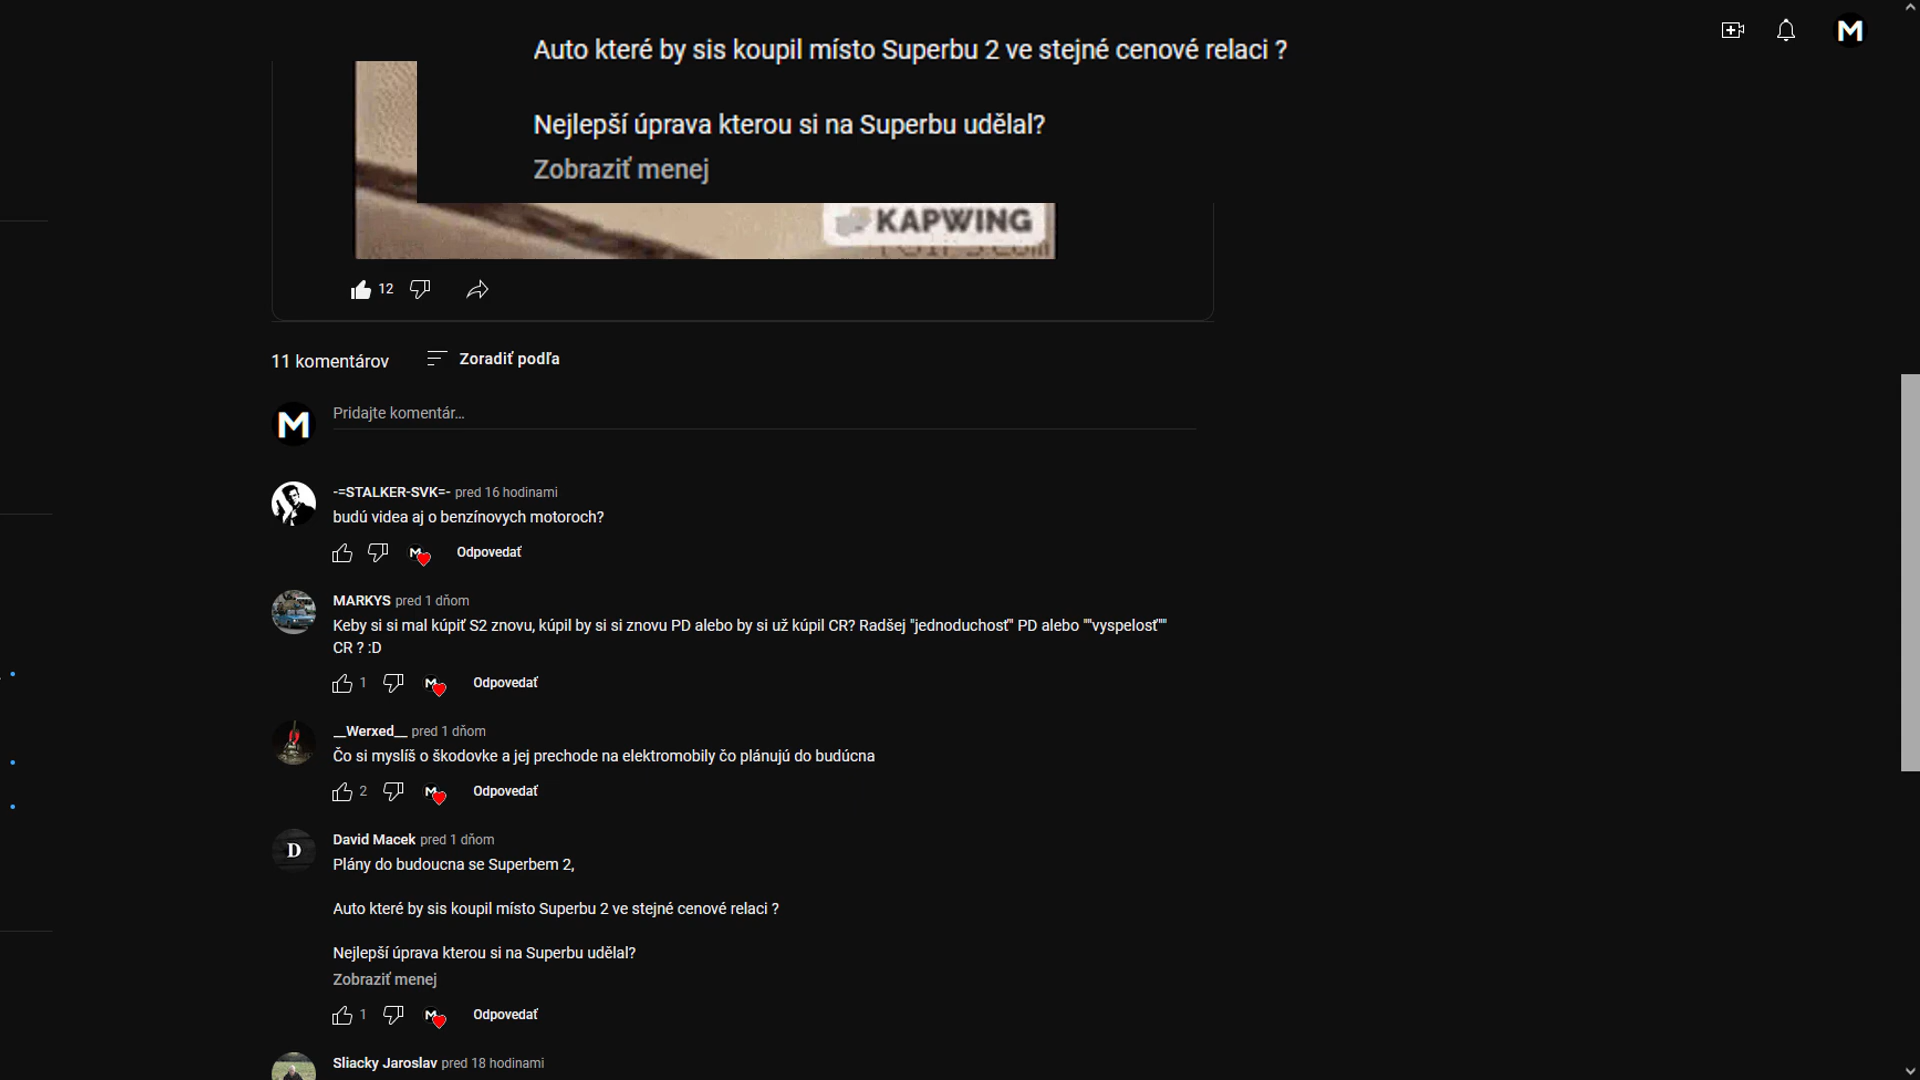 Auto které by sis koupil místo Superbu 2 ve stejné cenové relaci ?
Nejlepší úprava kterou si na Superbu udělal?
Zobraziť menej
M
KAPWING
12
11 komentárov
Zoradiť podľa
M
Pridajte komentár...
-=STALKER-SVK=- pred 16 hodinami
budú videa aj o benzínovych motoroch?
M
Odpovedať
MARKYS pred 1 dňom
Keby si si mal kúpiť S2 znovu, kúpil by si si znovu PD alebo by si už kúpil CR? Radšej "jednoduchosť" PD alebo ""vyspelosť""
CR ? :D
1
M
Odpovedať
__Werxed__ pred 1 dňom
Čo si myslíš o škodovke a jej prechode na elektromobily čo plánujú do budúcna
2
M
Odpovedať
D
David Macek pred 1 dňom
Plány do budoucna se Superbem 2,
Auto které by sis koupil místo Superbu 2 ve stejné cenové relaci ?
Nejlepší úprava kterou si na Superbu udělal?
Zobraziť menej
1
M
Odpovedať
Sliacky Jaroslav pred 18 hodinami